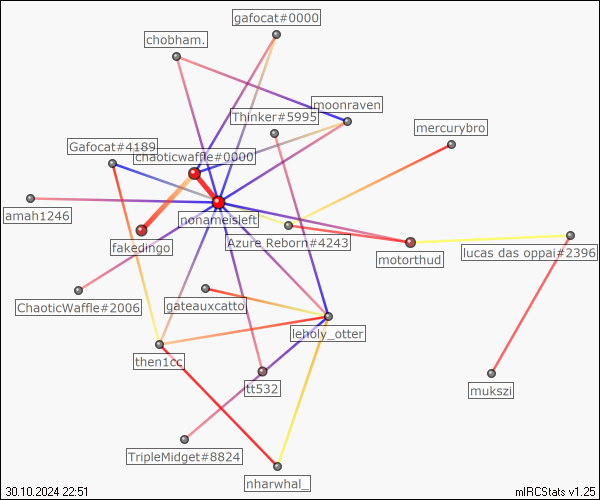 gafocat#0000
chobham.
moonraven
Thinker#5995
mercurybro
Gafocat#4189
chaoticwaffle#0000
amah1246
nonameisleft
fakedingo
Azure Reborn#4243
motorthud
lucas das oppai#2396
ChaoticWaffle#2006
gateauxcatto
leholy_otter
then1cc
tt532
mukszi
TripleMidget#8824
nharwhal_
30.10.2024 22:51
mIRCStats v1.25